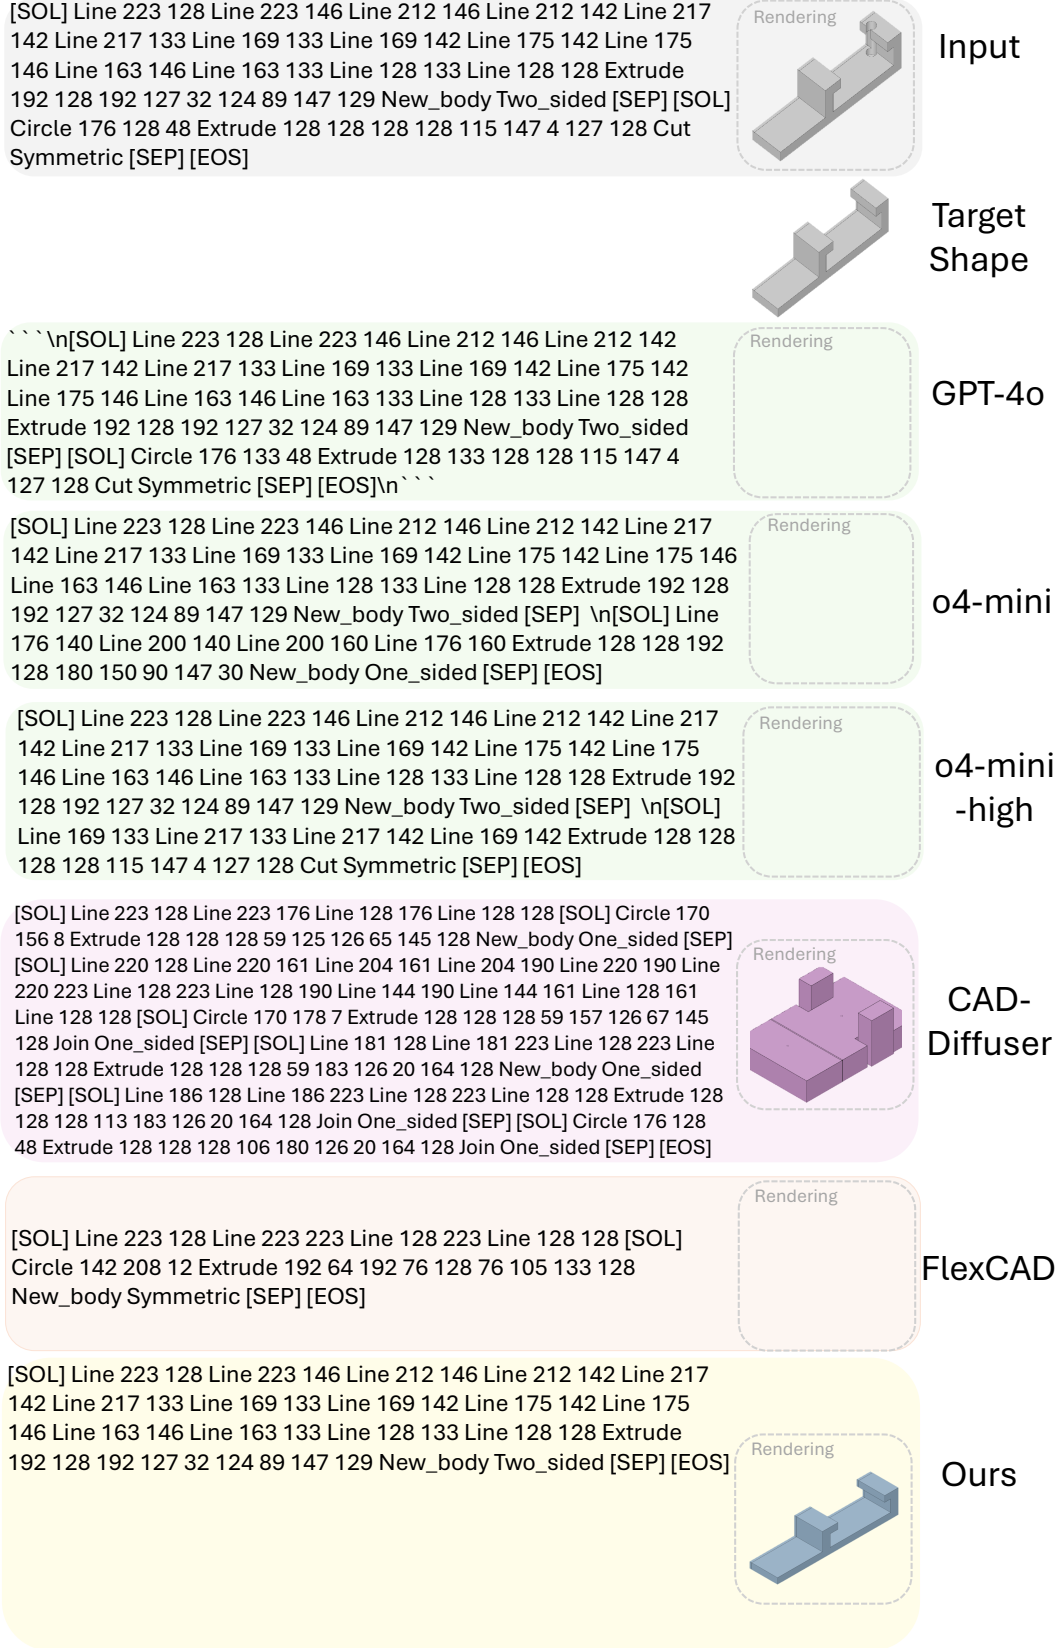 [SOL] Line 223 128 Line 223 146 Line 212 146 Line 212 142 Line 217
142 Line 217 133 Line 169 133 Line 169 142 Line 175 142 Line 175
146 Line 163 146 Line 163 133 Line 128 133 Line 128 128 Extrude
192 128 192 127 32 124 89 147 129 New_body Two_sided [SEP] [SOL]
Circle 176 128 48 Extrude 128 128 128 128 115 147 4 127 128 Cut
Symmetric [SEP] [EOS]
Rendering
Input
Target
Shape
```\n[SOL] Line 223 128 Line 223 146 Line 212 146 Line 212 142
Line 217 142 Line 217 133 Line 169 133 Line 169 142 Line 175 142
Line 175 146 Line 163 146 Line 163 133 Line 128 133 Line 128 128
Extrude 192 128 192 127 32 124 89 147 129 New_body Two_sided
[SEP] [SOL] Circle 176 133 48 Extrude 128 133 128 128 115 147 4
127 128 Cut Symmetric [SEP] [EOS]\n```
Rendering
GPT-4o
[SOL] Line 223 128 Line 223 146 Line 212 146 Line 212 142 Line 217
142 Line 217 133 Line 169 133 Line 169 142 Line 175 142 Line 175 146
Line 163 146 Line 163 133 Line 128 133 Line 128 128 Extrude 192 128
192 127 32 124 89 147 129 New_body Two_sided [SEP] \n[SOL] Line
176 140 Line 200 140 Line 200 160 Line 176 160 Extrude 128 128 192
128 180 150 90 147 30 New_body One_sided [SEP] [EOS]
Rendering
o4-mini
[SOL] Line 223 128 Line 223 146 Line 212 146 Line 212 142 Line 217
142 Line 217 133 Line 169 133 Line 169 142 Line 175 142 Line 175
146 Line 163 146 Line 163 133 Line 128 133 Line 128 128 Extrude 192
128 192 127 32 124 89 147 129 New_body Two_sided [SEP] \n[SOL]
Line 169 133 Line 217 133 Line 217 142 Line 169 142 Extrude 128 128
128 128 115 147 4 127 128 Cut Symmetric [SEP] [EOS]
Rendering
o4-mini
-high
[SOL] Line 223 128 Line 223 176 Line 128 176 Line 128 128 [SOL] Circle 170
156 8 Extrude 128 128 128 59 125 126 65 145 128 New_body One_sided [SEP]
[SOL] Line 220 128 Line 220 161 Line 204 161 Line 204 190 Line 220 190 Line
220 223 Line 128 223 Line 128 190 Line 144 190 Line 144 161 Line 128 161
Line 128 128 [SOL] Circle 170 178 7 Extrude 128 128 128 59 157 126 67 145
128 Join One_sided [SEP] [SOL] Line 181 128 Line 181 223 Line 128 223 Line
128 128 Extrude 128 128 128 59 183 126 20 164 128 New_body One_sided
[SEP] [SOL] Line 186 128 Line 186 223 Line 128 223 Line 128 128 Extrude 128
128 128 113 183 126 20 164 128 Join One_sided [SEP] [SOL] Circle 176 128
48 Extrude 128 128 128 106 180 126 20 164 128 Join One_sided [SEP] [EOS]
Rendering
CAD-
Diffuser
[SOL] Line 223 128 Line 223 223 Line 128 223 Line 128 128 [SOL]
Circle 142 208 12 Extrude 192 64 192 76 128 76 105 133 128
New_body Symmetric [SEP] [EOS]
Rendering
FlexCAD
[SOL] Line 223 128 Line 223 146 Line 212 146 Line 212 142 Line 217
142 Line 217 133 Line 169 133 Line 169 142 Line 175 142 Line 175
146 Line 163 146 Line 163 133 Line 128 133 Line 128 128 Extrude
192 128 192 127 32 124 89 147 129 New_body Two_sided [SEP] [EOS]
Rendering
Ours